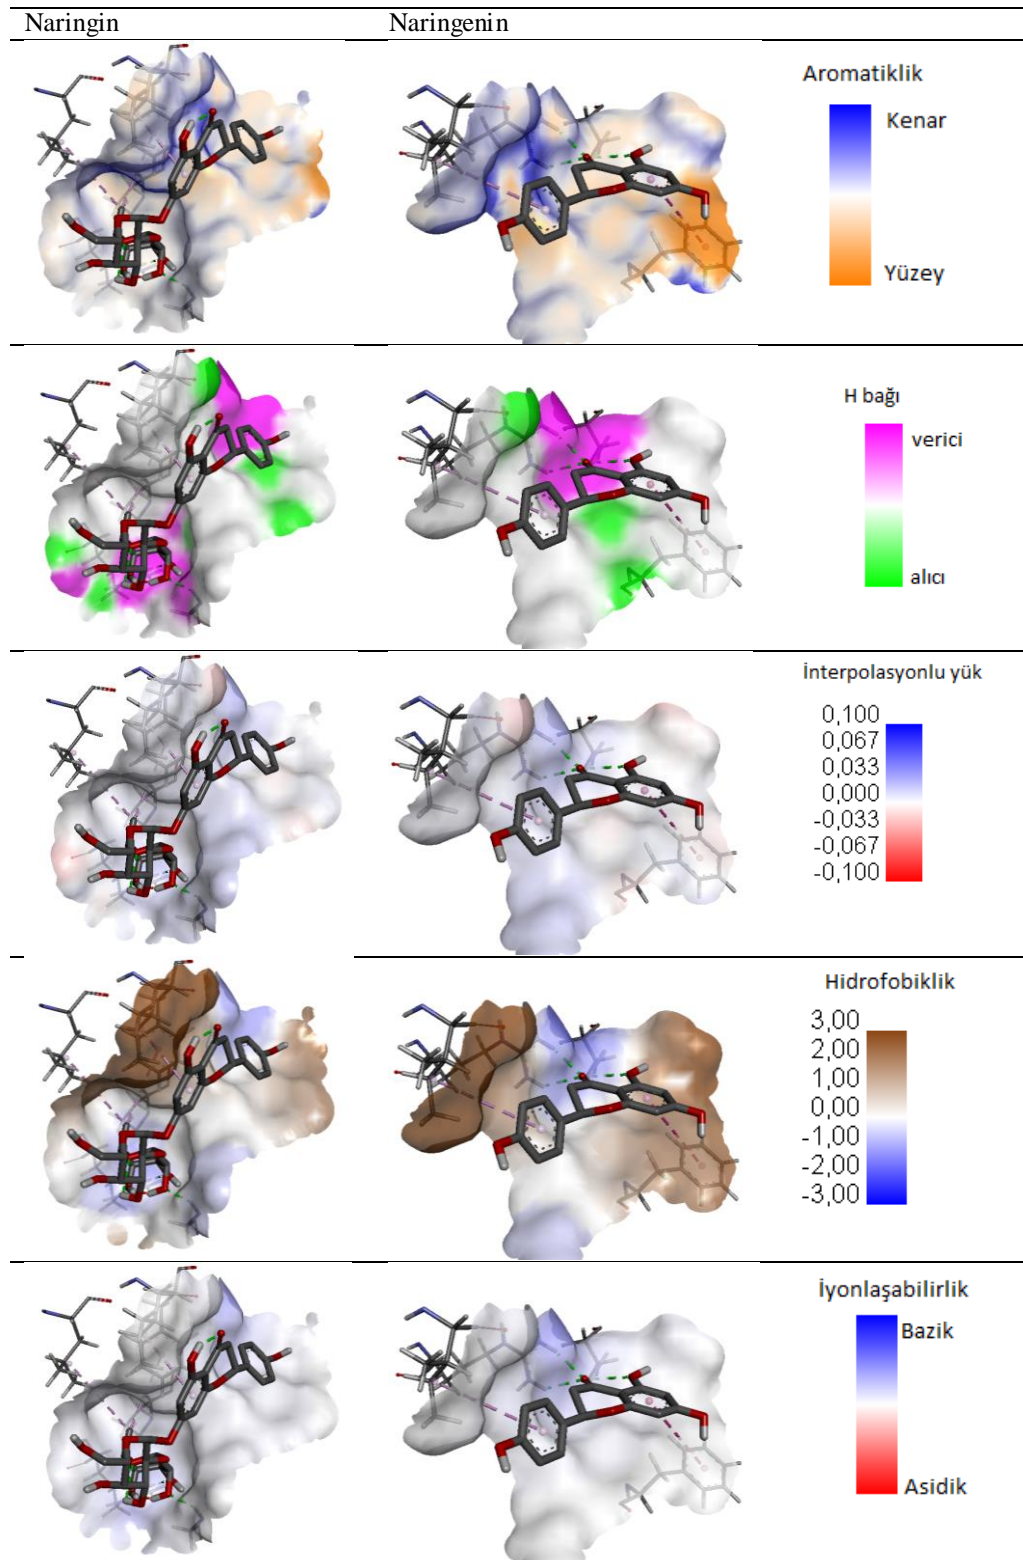 Naringin Naringenin
Aromatiklik
Kenar
Yüzey
H bağı
verici
alıcı
İnterpolasyonlu yük
0,100
0,067
0,033
0,000
-0,033
-0,067
-0,100
Hidrofobiklik
3,00
2,00
1,00
0,00
-1,00
-2,00
-3,00
İyonlaşabilirlik
Bazik
Asidik